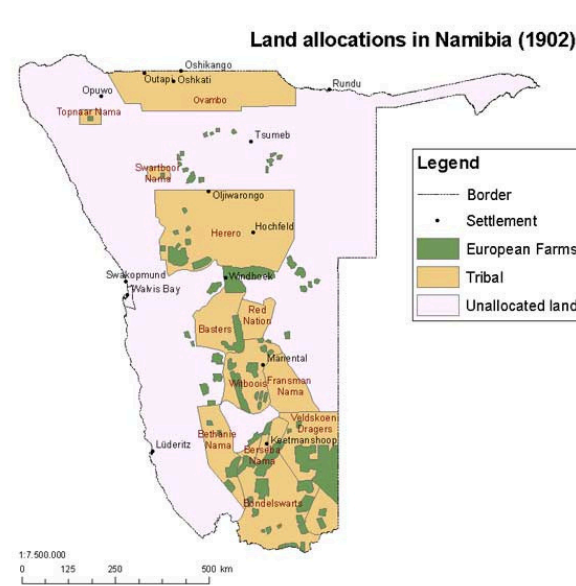 Land allocations in Namibia (1902)
Oshikango
Outapi
Oshkati
Opuwo
Rundu
Ovambo
Topnaar Nama
Tsumeb
Swartbooi
Nama
Otjiwarongo
Herero
Hochfeld
Swakopmund
Walvis Bay
Windhoek
Red
Nation
Basters
Mariental
Witboois
Fransman
Nama
Veldskoen
Dragers
Bethanie
Nama
Keetmanshoop
Berseba
Nama
Lüderitz
Bondelswarts
Legend
Border
Settlement
European Farms
Tribal
Unallocated land
1:7.500.000
0 125 250 500 km